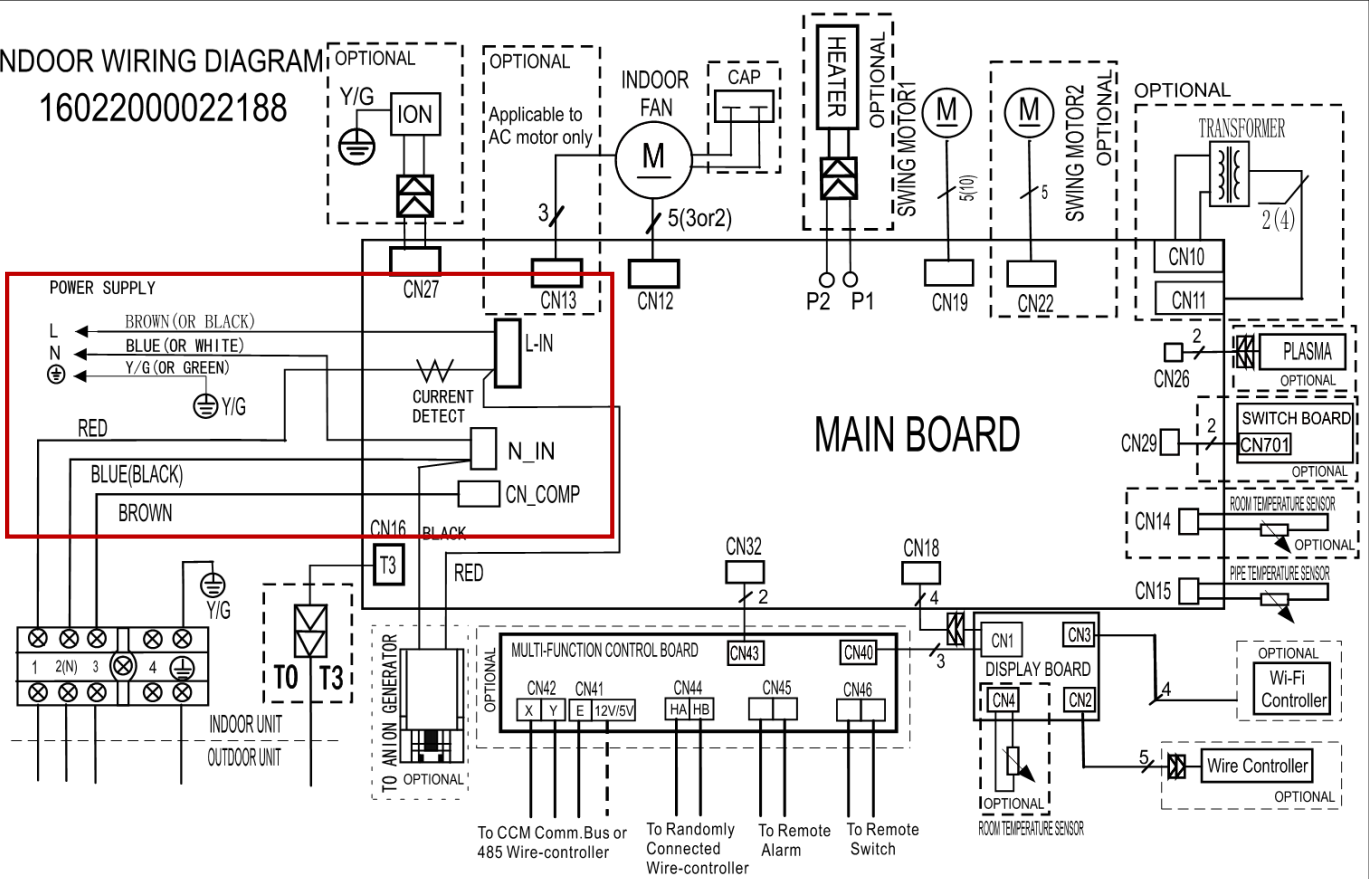 NDOOR WIRING DIAGRAM
16022000022188
OPTIONAL
Y/G
ION
CN27
OPTIONAL
Applicable to
AC motor only
3
CN13
INDOOR
FAN
M
CAP
5(3or2)
CN12
HEATER
OPTIONAL
P2 P1
SWING MOTOR1
M
5(10)
CN19
M
5
SWING MOTOR2
OPTIONAL
CN22
OPTIONAL
TRANSFORMER
2(4)
CN10
CN11
POWER SUPPLY
L
BROWN(OR BLACK)
N
BLUE(OR WHITE)
Y/G(OR GREEN)
Y/G
L-IN
CURRENT
DETECT
RED
N_IN
BLUE(BLACK)
CN_COMP
BROWN
MAIN BOARD
2
CN26
PLASMA
OPTIONAL
2
CN29
SWITCH BOARD
CN701
OPTIONAL
CN14
ROOM TEMPERATURE SENSOR
OPTIONAL
CN15
PIPE TEMPERATURE SENSOR
CN16
T3
BLACK
RED
CN32
2
CN18
4
Y/G
1 2(N) 3 4
T0 T3
INDOOR UNIT
OUTDOOR UNIT
TO ANION GENERATOR
OPTIONAL
OPTIONAL
MULTI-FUNCTION CONTROL BOARD
CN43
CN40
3
CN42 CN41 CN44 CN45 CN46
X Y E 12V/5V HA HB
CN1
CN3
DISPLAY BOARD
CN4
CN2
OPTIONAL
ROOM TEMPERATURE SENSOR
4
OPTIONAL
Wi-Fi
Controller
5
Wire Controller
OPTIONAL
To CCM Comm.Bus or
485 Wire-controller
To Randomly
Connected
Wire-controller
To Remote
Alarm
To Remote
Switch